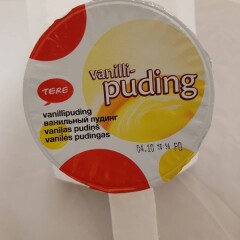 vanilli-
puding
TERE
vanillipuding
ванильный пудинг
vaniļas pudiņš
vanilės pudingas
04.10